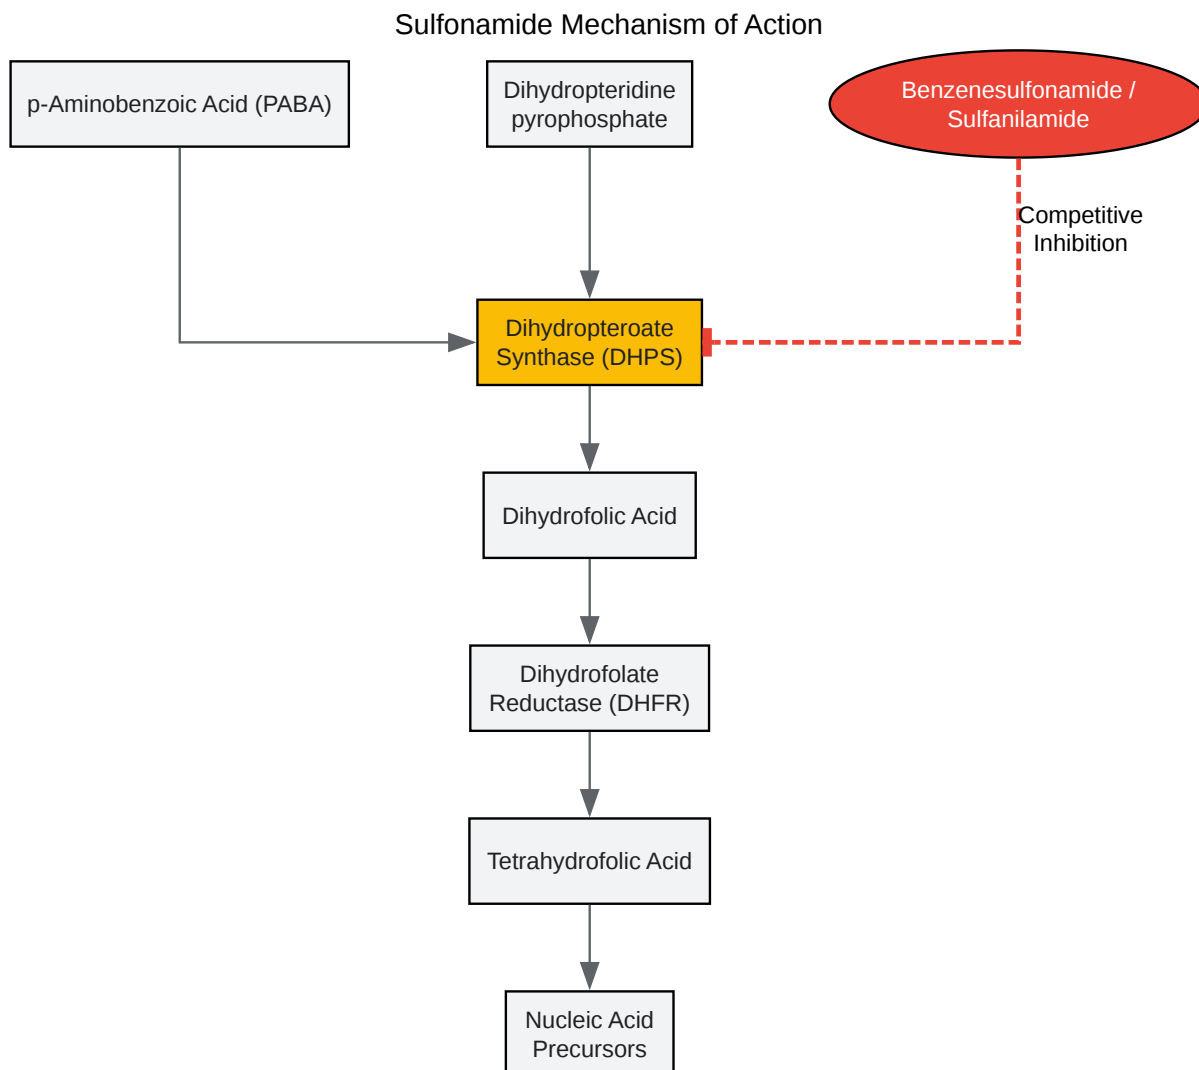 Sulfonamide Mechanism of Action
p-Aminobenzoic Acid (PABA)
Dihydropteridine
pyrophosphate
Benzenesulfonamide /
Sulfanilamide
Competitive
Inhibition
Dihydropteroate
Synthase (DHPS)
Dihydrofolic Acid
Dihydrofolate
Reductase (DHFR)
Tetrahydrofolic Acid
Nucleic Acid
Precursors